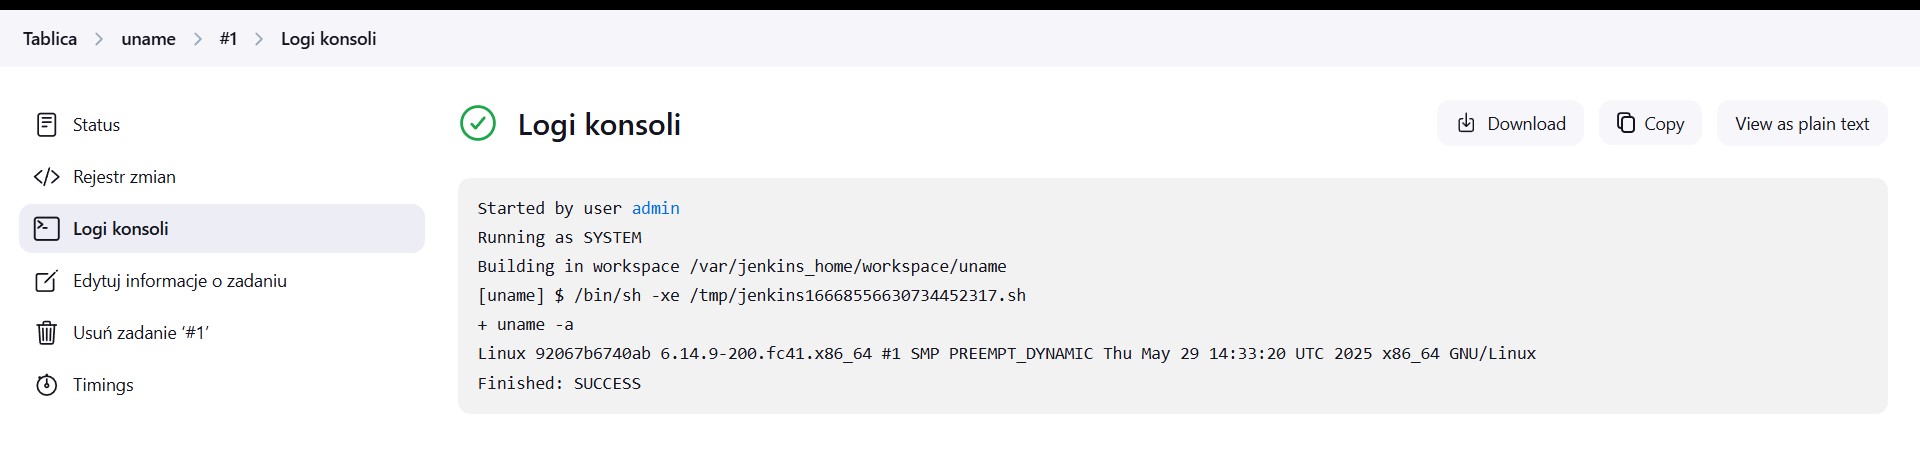 Tablica > uname > #1 > Logi konsoli
Status
Rejestr zmian
Logi konsoli
Edytuj informacje o zadaniu
Usuń zadanie ‘#1’
Timings
Logi konsoli
Download
Copy
View as plain text
Started by user admin
Running as SYSTEM
Building in workspace /var/jenkins_home/workspace/uname
[uname] $ /bin/sh -xe /tmp/jenkins16668556630734452317.sh
+ uname -a
Linux 92067b6740ab 6.14.9-200.fc41.x86_64 #1 SMP PREEMPT_DYNAMIC Thu May 29 14:33:20 UTC 2025 x86_64 GNU/Linux
Finished: SUCCESS